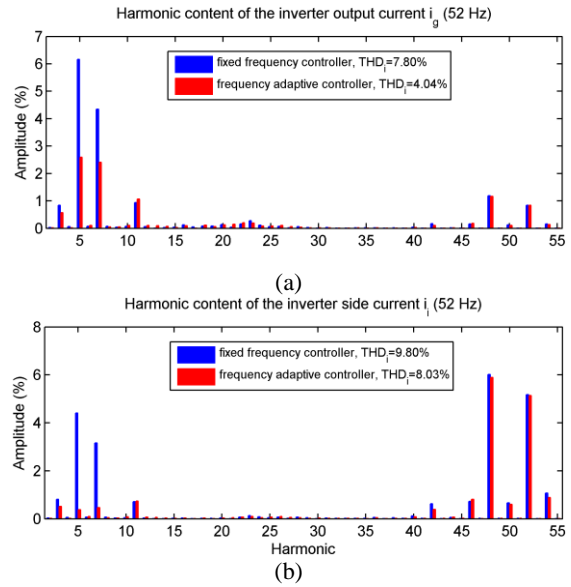 Harmonic content of the inverter output current i_g (52 Hz)
7
6
5
4
3
2
1
0
Amplitude (%)
fixed frequency controller, THD_i=7.80%
frequency adaptive controller, THD_i=4.04%
5 10 15 20 25 30 35 40 45 50 55
(a)
Harmonic content of the inverter side current i_i (52 Hz)
8
6
4
2
0
Amplitude (%)
fixed frequency controller, THD_i=9.80%
frequency adaptive controller, THD_i=8.03%
5 10 15 20 25 30 35 40 45 50 55
Harmonic
(b)